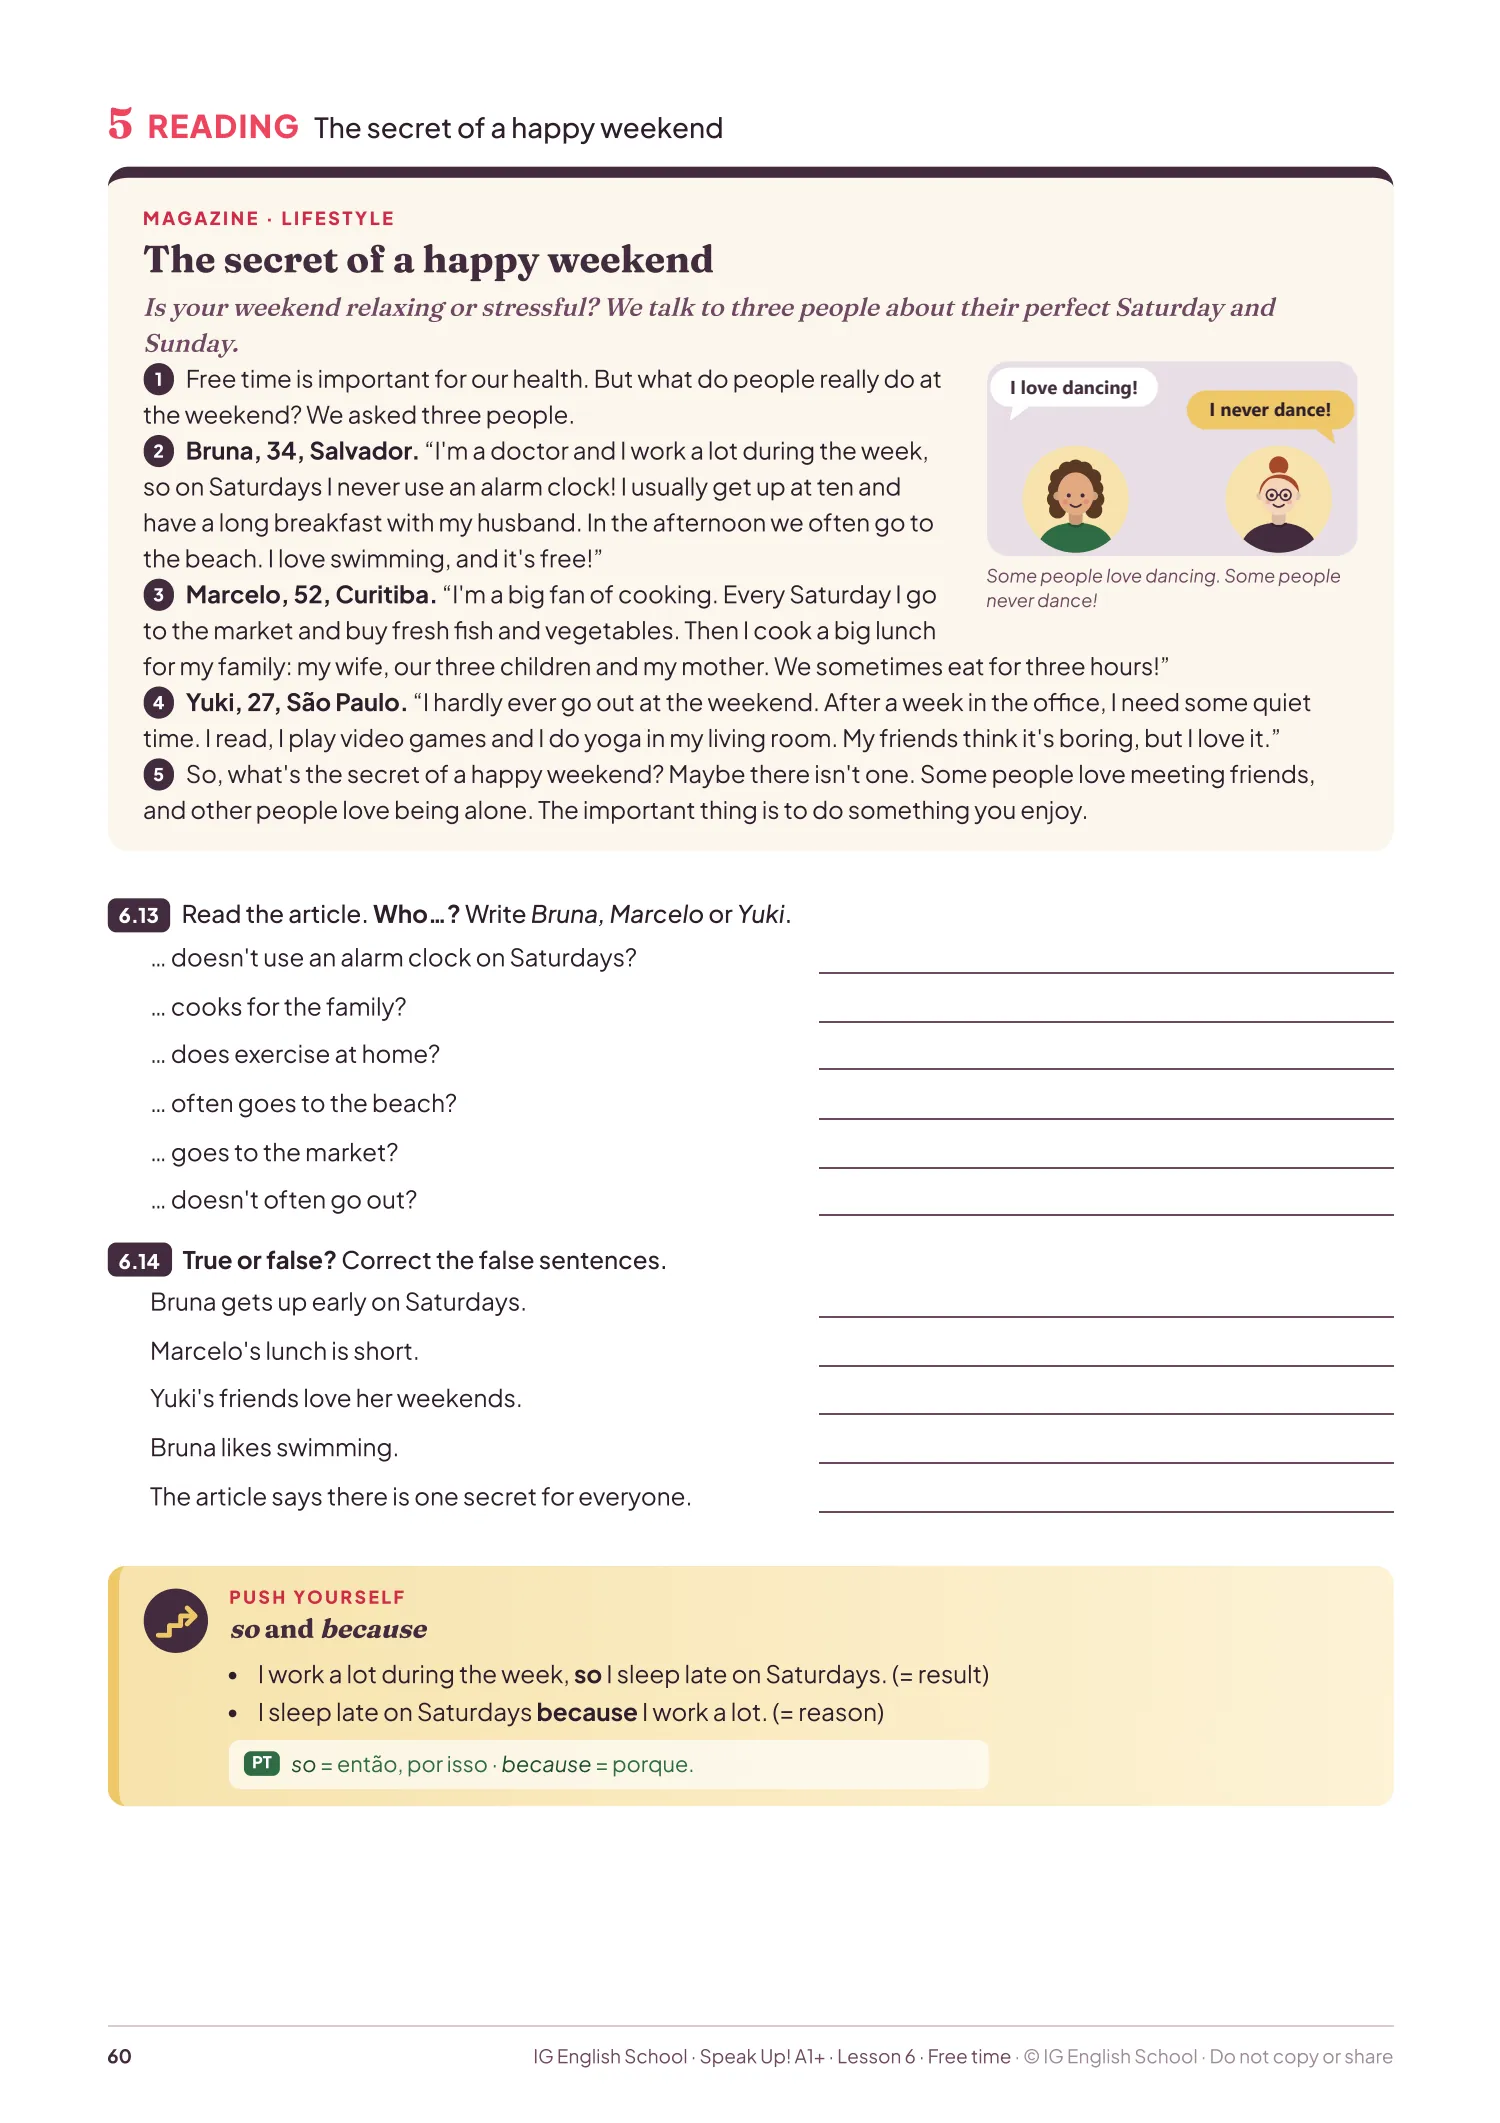 5 READING The secret of a happy weekend
MAGAZINE · LIFESTYLE
The secret of a happy weekend
Is your weekend relaxing or stressful? We talk to three people about their perfect Saturday and
Sunday.
1 Free time is important for our health. But what do people really do at
the weekend? We asked three people.
2 Bruna, 34, Salvador. “I'm a doctor and I work a lot during the week,
so on Saturdays I never use an alarm clock! I usually get up at ten and
have a long breakfast with my husband. In the afternoon we often go to
the beach. I love swimming, and it's free!”
3 Marcelo, 52, Curitiba. “I'm a big fan of cooking. Every Saturday I go
to the market and buy fresh fish and vegetables. Then I cook a big lunch
for my family: my wife, our three children and my mother. We sometimes eat for three hours!”
4 Yuki, 27, São Paulo. “I hardly ever go out at the weekend. After a week in the office, I need some quiet
time. I read, I play video games and I do yoga in my living room. My friends think it's boring, but I love it.”
5 So, what's the secret of a happy weekend? Maybe there isn't one. Some people love meeting friends,
and other people love being alone. The important thing is to do something you enjoy.
I love dancing!
I never dance!
Some people love dancing. Some people
never dance!
6.13 Read the article. Who…? Write Bruna, Marcelo or Yuki.
… doesn't use an alarm clock on Saturdays?
… cooks for the family?
… does exercise at home?
… often goes to the beach?
… goes to the market?
… doesn't often go out?
6.14 True or false? Correct the false sentences.
Bruna gets up early on Saturdays.
Marcelo's lunch is short.
Yuki's friends love her weekends.
Bruna likes swimming.
The article says there is one secret for everyone.
PUSH YOURSELF
so and because
• I work a lot during the week, so I sleep late on Saturdays. (= result)
• I sleep late on Saturdays because I work a lot. (= reason)
PT so = então, por isso · because = porque.
60 IG English School · Speak Up! A1+ · Lesson 6 · Free time · © IG English School · Do not copy or share